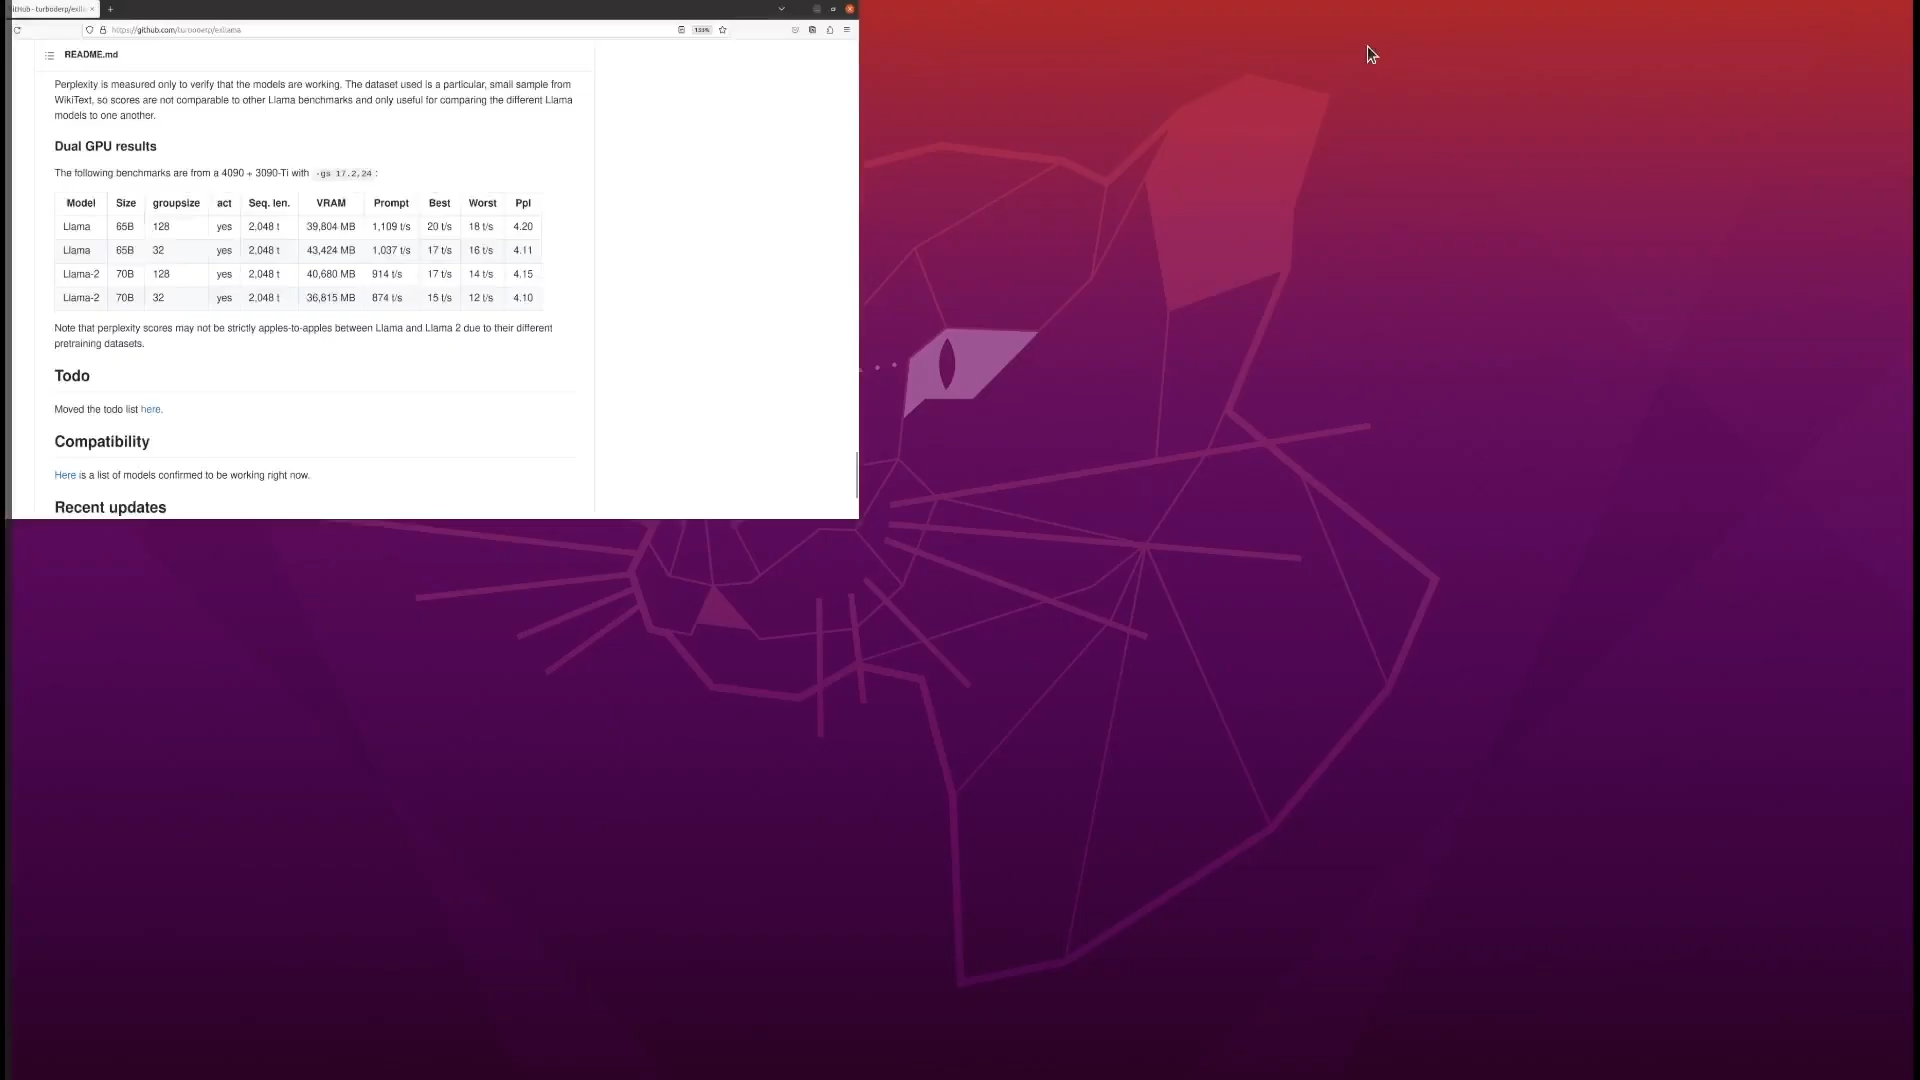 itHub - turboderp/exlla
https://github.com/turboderp/exllama
133%
README.md
Perplexity is measured only to verify that the models are working. The dataset used is a particular, small sample from
WikiText, so scores are not comparable to other Llama benchmarks and only useful for comparing the different Llama
models to one another.
Dual GPU results
The following benchmarks are from a 4090 + 3090-Ti with -gs 17.2,24 :
Model Size groupsize act Seq. len. VRAM Prompt Best Worst Ppl
Llama 65B 128 yes 2,048 t 39,804 MB 1,109 t/s 20 t/s 18 t/s 4.20
Llama 65B 32 yes 2,048 t 43,424 MB 1,037 t/s 17 t/s 16 t/s 4.11
Llama-2 70B 128 yes 2,048 t 40,680 MB 914 t/s 17 t/s 14 t/s 4.15
Llama-2 70B 32 yes 2,048 t 36,815 MB 874 t/s 15 t/s 12 t/s 4.10
Note that perplexity scores may not be strictly apples-to-apples between Llama and Llama 2 due to their different
pretraining datasets.
Todo
Moved the todo list here.
Compatibility
Here is a list of models confirmed to be working right now.
Recent updates